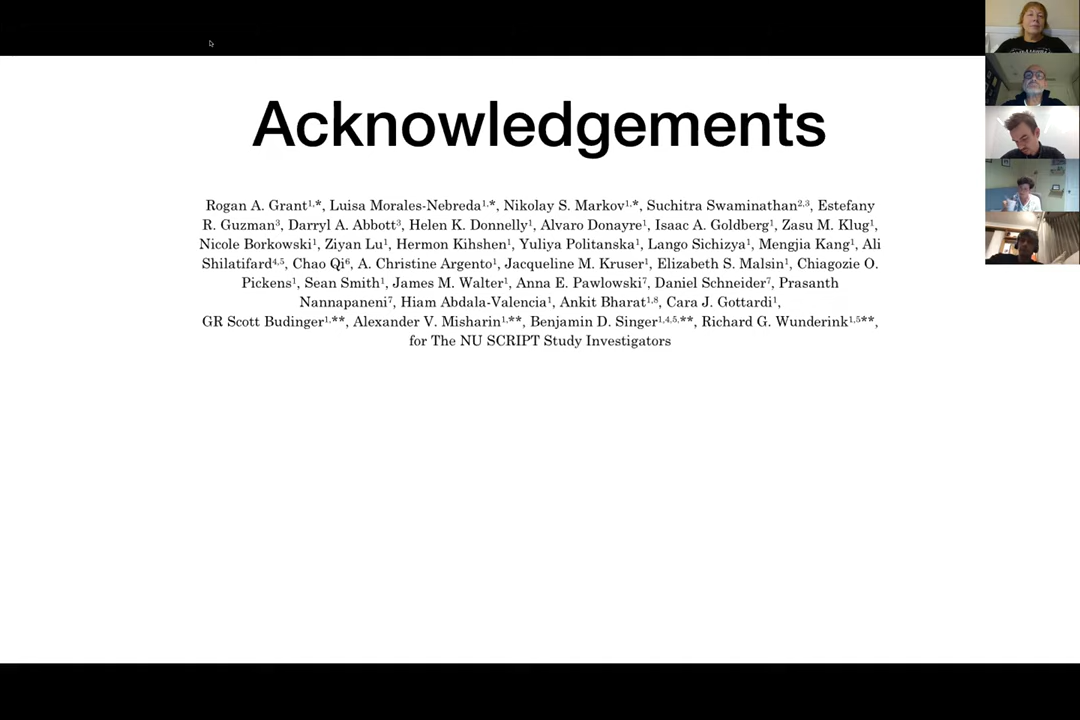 Acknowledgements
Rogan A. Grant¹,*, Luisa Morales-Nebreda¹,*, Nikolay S. Markov¹,*, Suchitra Swaminathan²,³, Estefany
R. Guzman³, Darryl A. Abbott³, Helen K. Donnelly¹, Alvaro Donayre¹, Isaac A. Goldberg¹, Zasu M. Klug¹,
Nicole Borkowski¹, Ziyan Lu¹, Hermon Kihshen¹, Yuliya Politanska¹, Lango Sichizya¹, Mengjia Kang¹, Ali
Shilatifard⁴,⁵, Chao Qi⁶, A. Christine Argento¹, Jacqueline M. Kruser¹, Elizabeth S. Malsin¹, Chiagozie O.
Pickens¹, Sean Smith¹, James M. Walter¹, Anna E. Pawlowski⁷, Daniel Schneider⁷, Prasanth
Nannapaneni⁷, Hiam Abdala-Valencia¹, Ankit Bharat¹,⁸, Cara J. Gottardi¹,
GR Scott Budinger¹,**, Alexander V. Misharin¹,**, Benjamin D. Singer¹,⁴,⁵,**, Richard G. Wunderink¹,⁵**,
for The NU SCRIPT Study Investigators